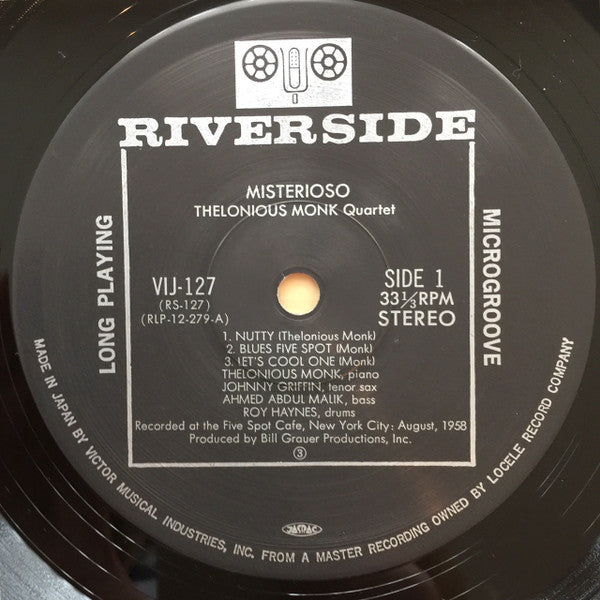 RIVERSIDE
MISTERIOSO
THELONIOUS MONK Quartet
LONG PLAYING
MICROGROOVE
VIJ-127
(RS-127)
(RLP-12-279-A)
SIDE 1
33⅓RPM
STEREO
1. NUTTY (Thelonious Monk)
2. BLUES FIVE SPOT (Monk)
3. LET'S COOL ONE (Monk)
THELONIOUS MONK, piano
JOHNNY GRIFFIN, tenor sax
AHMED ABDUL MALIK, bass
ROY HAYNES, drums
Recorded at the Five Spot Cafe, New York City: August, 1958
Produced by Bill Grauer Productions, Inc.
③
JASRAC
MADE IN JAPAN BY VICTOR MUSICAL INDUSTRIES, INC. FROM A MASTER RECORDING OWNED BY LOCELE RECORD COMPANY